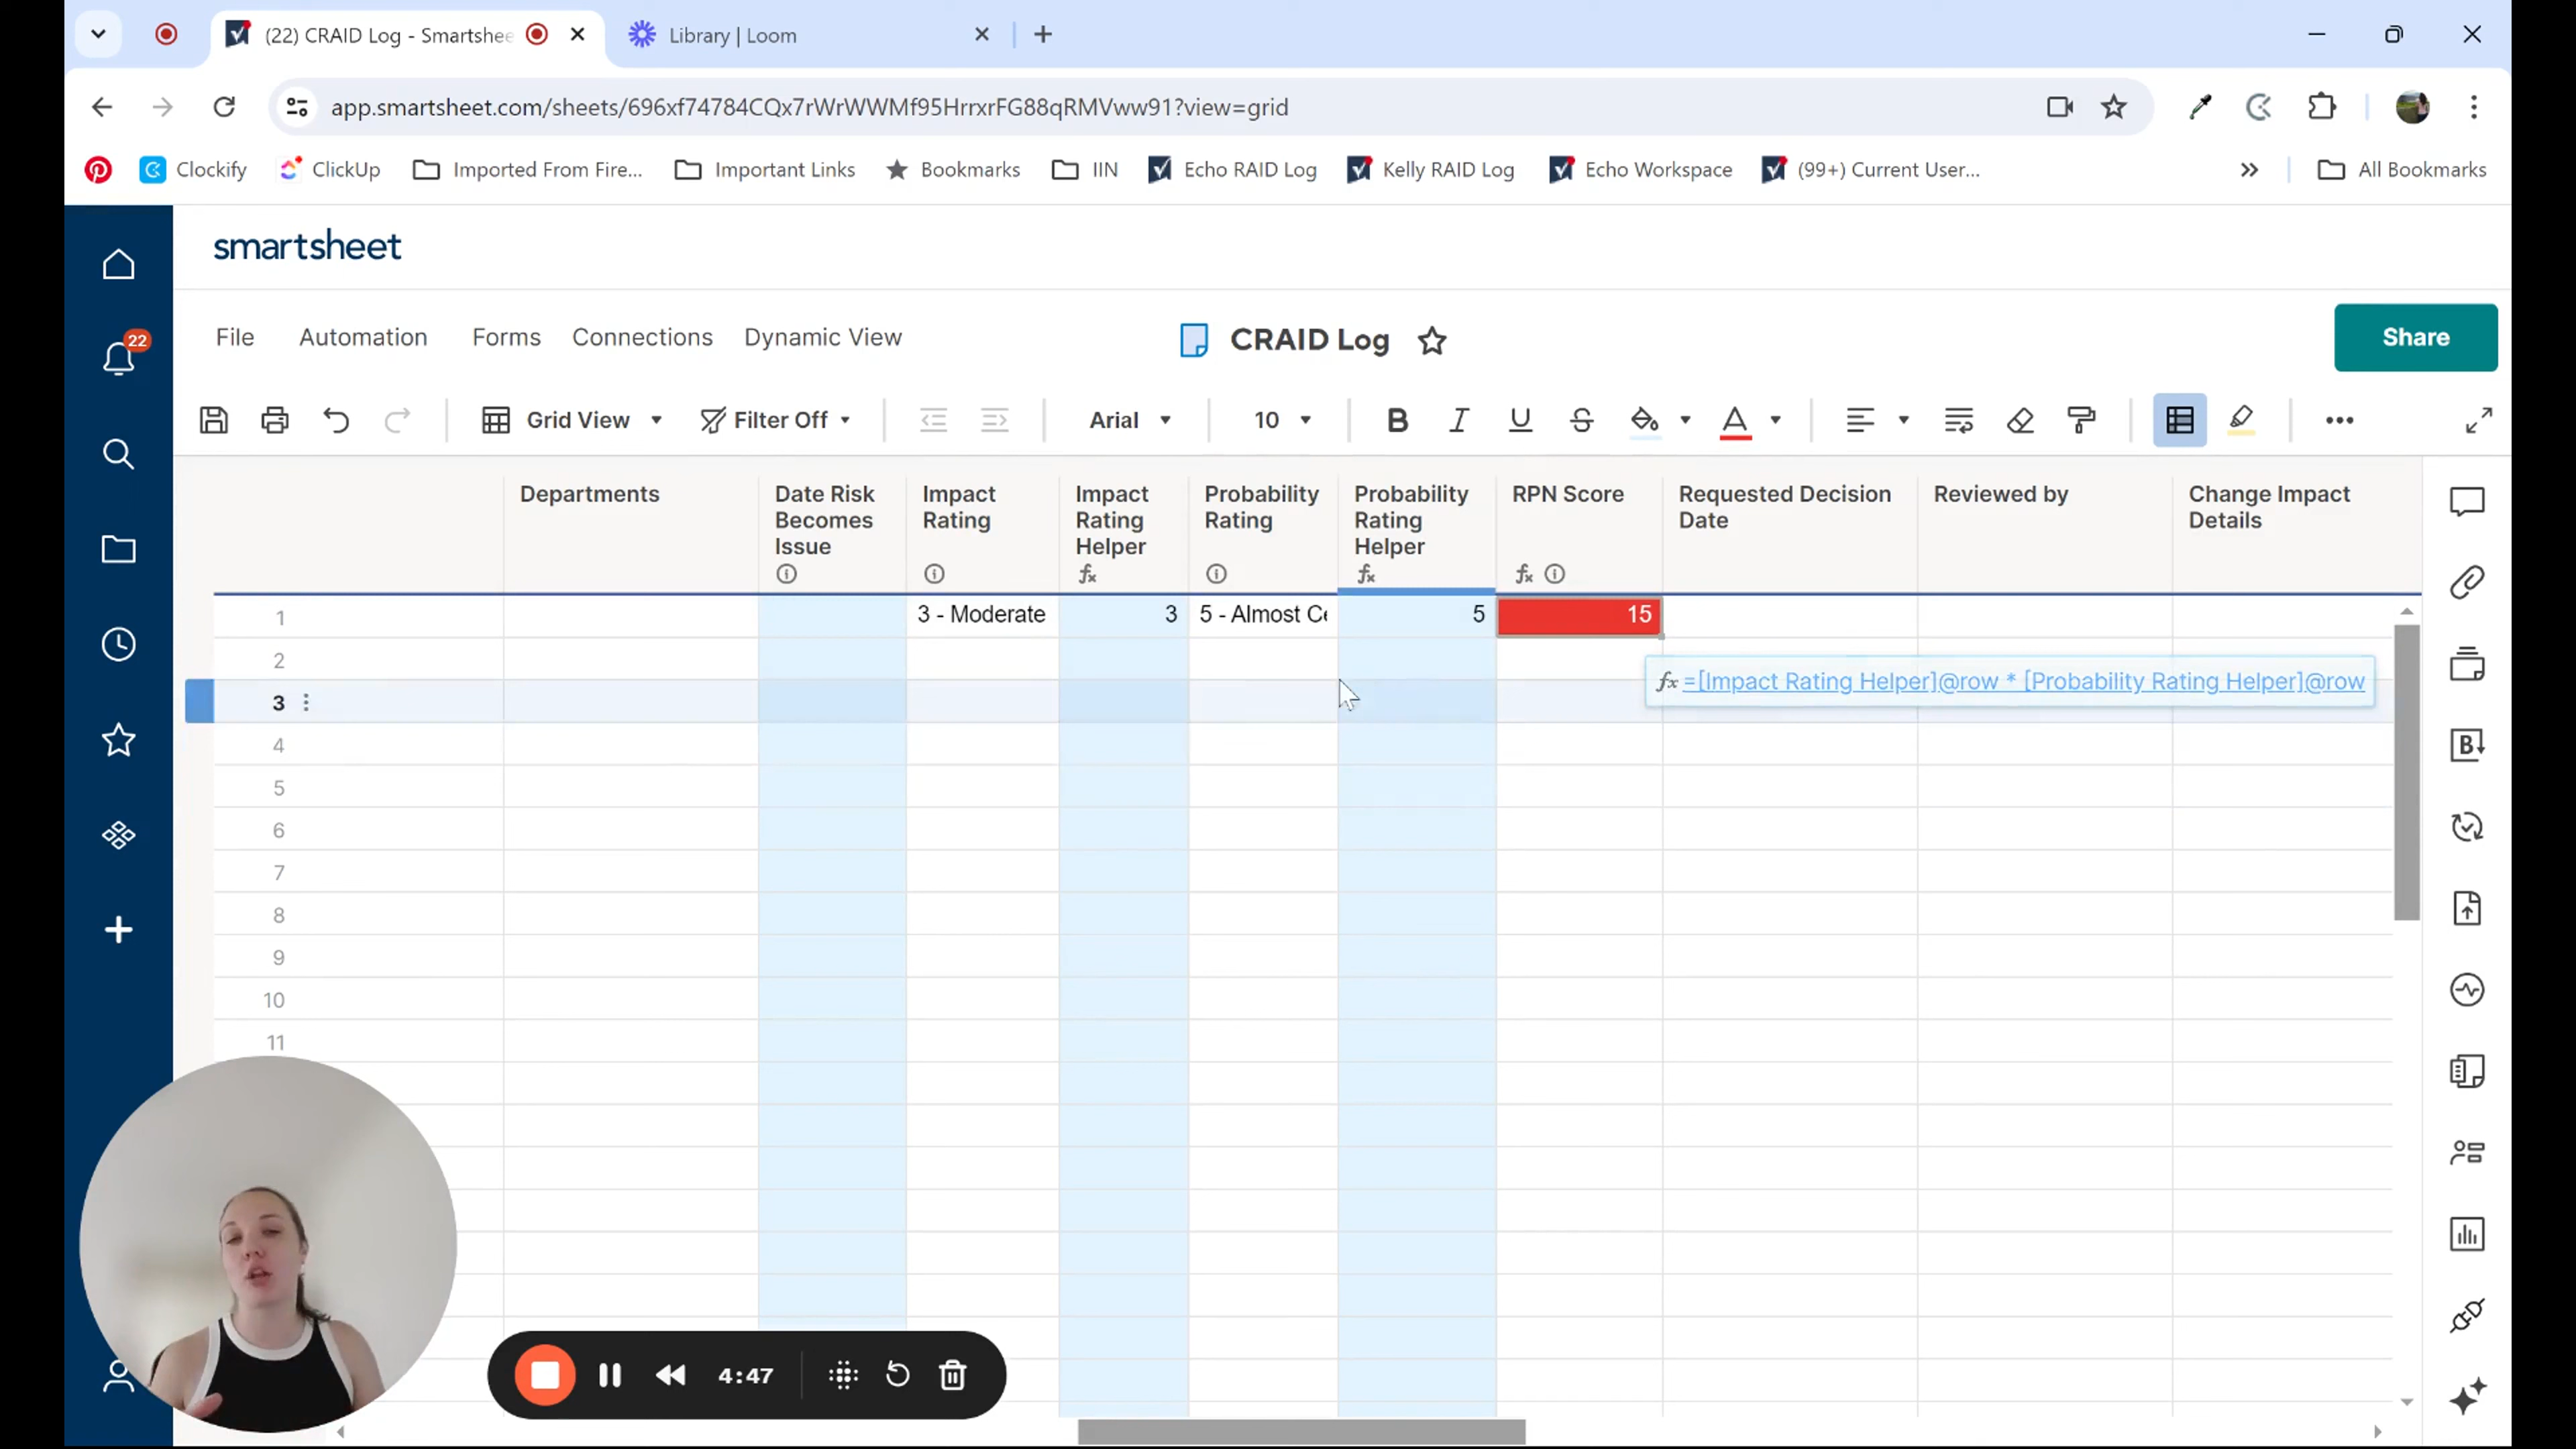 (22) CRAID Log - Smartshee
Library | Loom
app.smartsheet.com/sheets/696xf74784CQx7rWrWWMf95HrrxrFG88qRMVww91?view=grid
Clockify
ClickUp
Imported From Fire...
Important Links
Bookmarks
IIN
Echo RAID Log
Kelly RAID Log
Echo Workspace
(99+) Current User...
All Bookmarks
smartsheet
22
File
Automation
Forms
Connections
Dynamic View
CRAID Log
Share
Grid View
Filter Off
Arial
10
Departments
Date Risk
Becomes
Issue
Impact
Rating
Impact
Rating
Helper
fx
Probability
Rating
Probability
Rating
Helper
fx
RPN Score
fx
Requested Decision
Date
Reviewed by
Change Impact
Details
1
3 - Moderate
3
5 - Almost Ce
5
15
2
3
fx =[Impact Rating Helper]@row * [Probability Rating Helper]@row
4
5
6
7
8
9
10
11
4:47